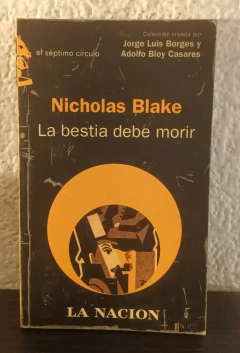 Colección creada por
Jorge Luis Borges y
Adolfo Bioy Casares
el séptimo círculo
Nicholas Blake
La bestia debe morir
LA NACION